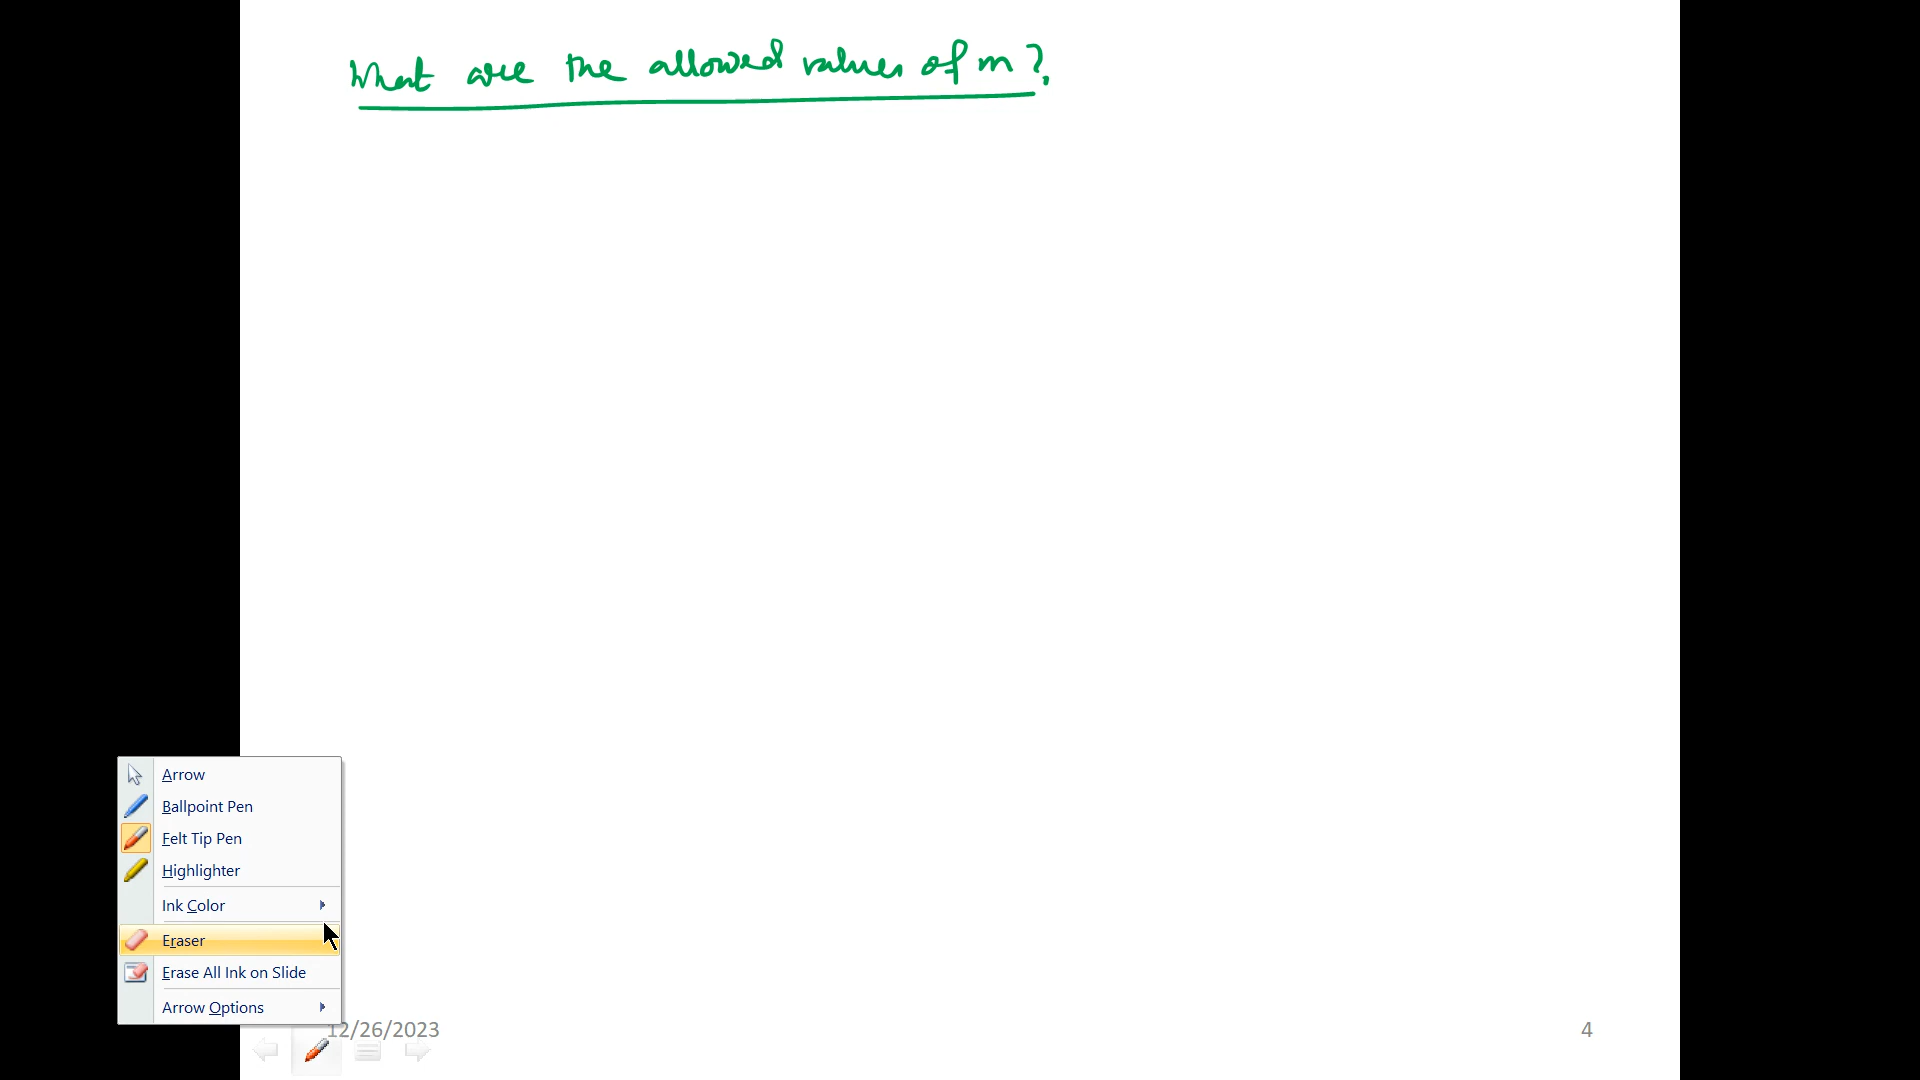 What are the allowed values of m?
Arrow
Ballpoint Pen
Felt Tip Pen
Highlighter
Ink Color
Eraser
Erase All Ink on Slide
Arrow Options
12/26/2023
4